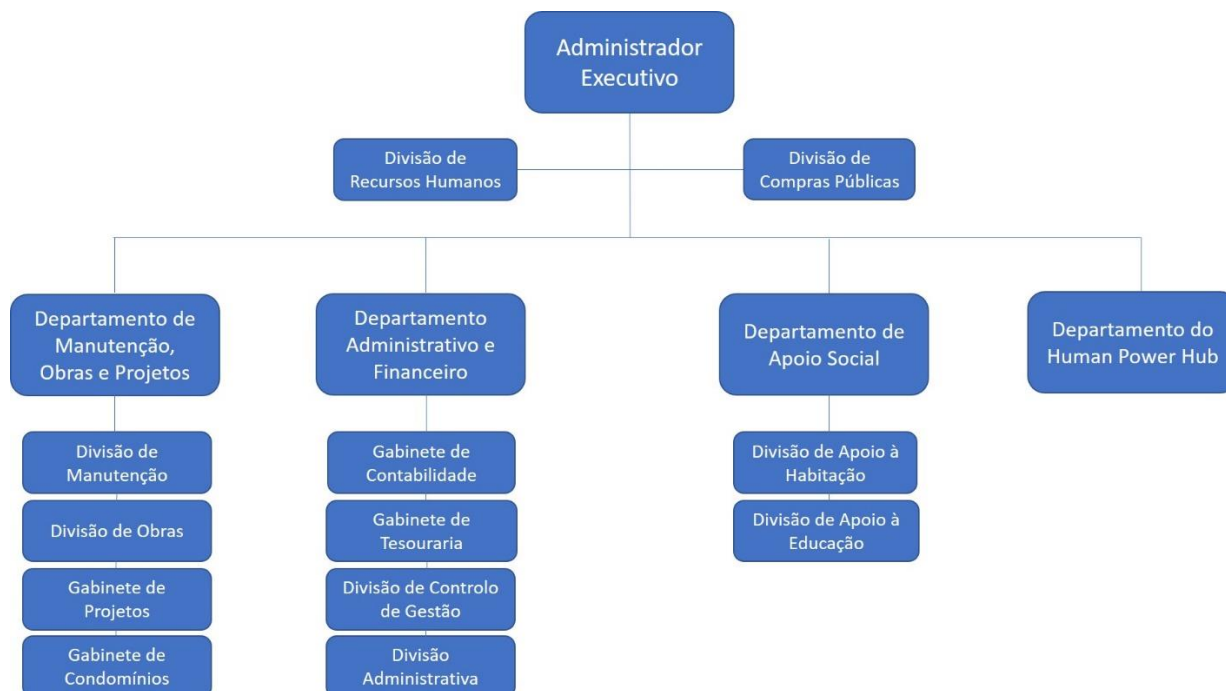 Administrador
Executivo
Divisão de
Recursos Humanos
Divisão de
Compras Públicas
Departamento de
Manutenção,
Obras e Projetos
Departamento
Administrativo e
Financeiro
Departamento de
Apoio Social
Departamento do
Human Power Hub
Divisão de
Manutenção
Divisão de Obras
Gabinete de
Projetos
Gabinete de
Condomínios
Gabinete de
Contabilidade
Gabinete de
Tesouraria
Divisão de Controlo
de Gestão
Divisão
Administrativa
Divisão de Apoio à
Habitação
Divisão de Apoio à
Educação